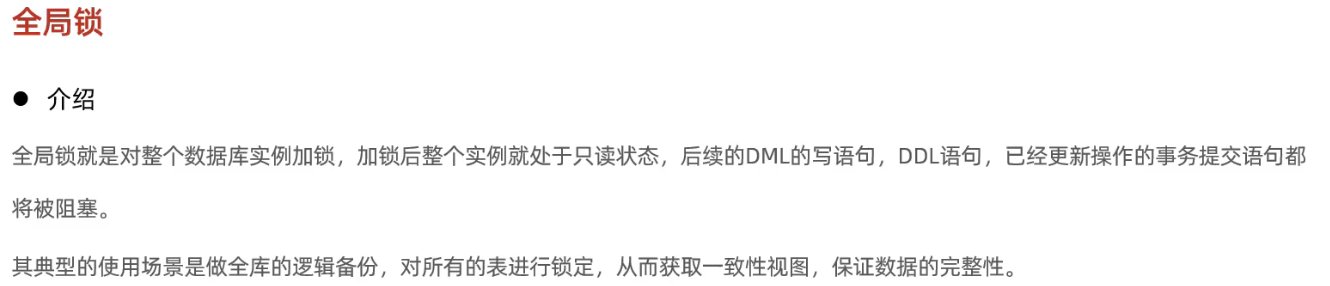 全局锁
● 介绍
全局锁就是对整个数据库实例加锁，加锁后整个实例就处于只读状态，后续的DML的写语句，DDL语句，已经更新操作的事务提交语句都
将被阻塞。
其典型的使用场景是做全库的逻辑备份，对所有的表进行锁定，从而获取一致性视图，保证数据的完整性。